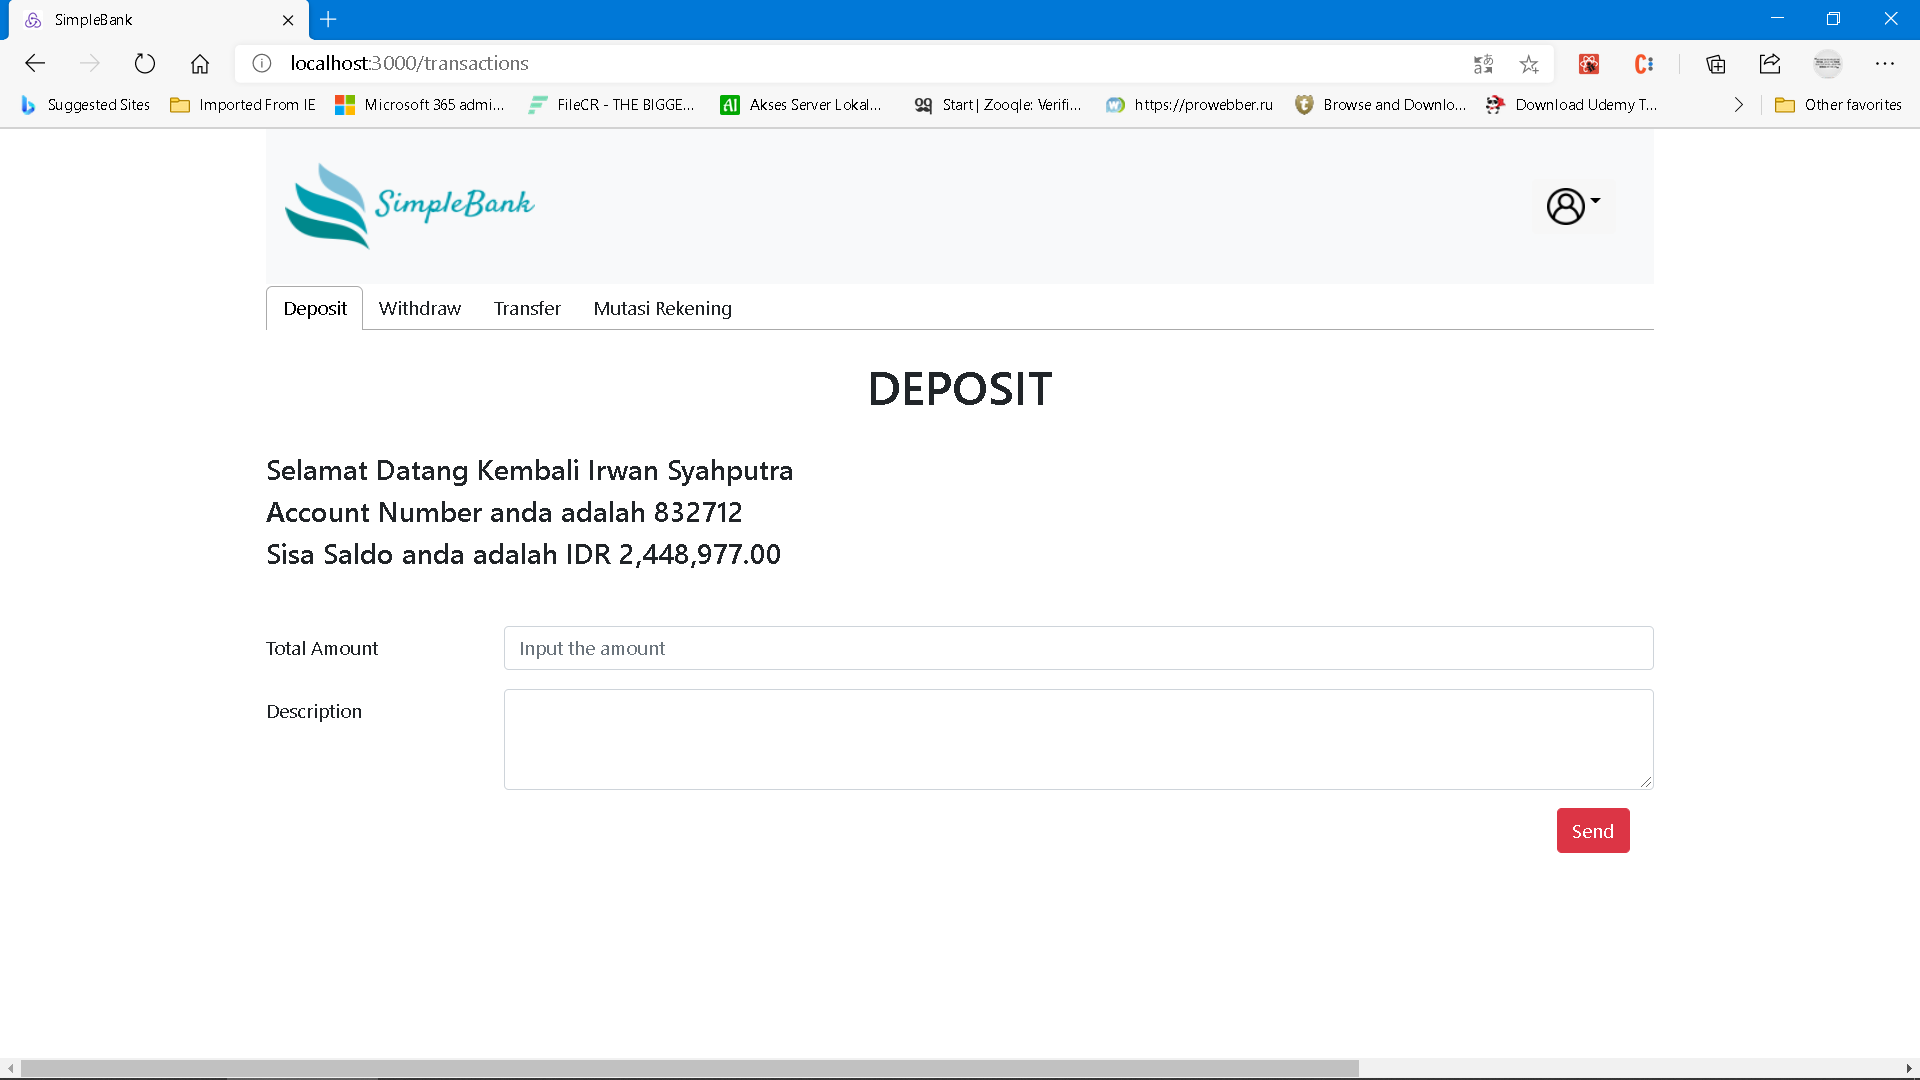 SimpleBank
localhost:3000/transactions
Suggested Sites Imported From IE Microsoft 365 admi... FileCR - THE BIGGE... Akses Server Lokal... Start | Zooqle: Verifi... https://prowebber.ru Browse and Downlo... Download Udemy T... Other favorites
SimpleBank
Deposit Withdraw Transfer Mutasi Rekening
DEPOSIT
Selamat Datang Kembali Irwan Syahputra
Account Number anda adalah 832712
Sisa Saldo anda adalah IDR 2,448,977.00
Total Amount Input the amount
Description
Send